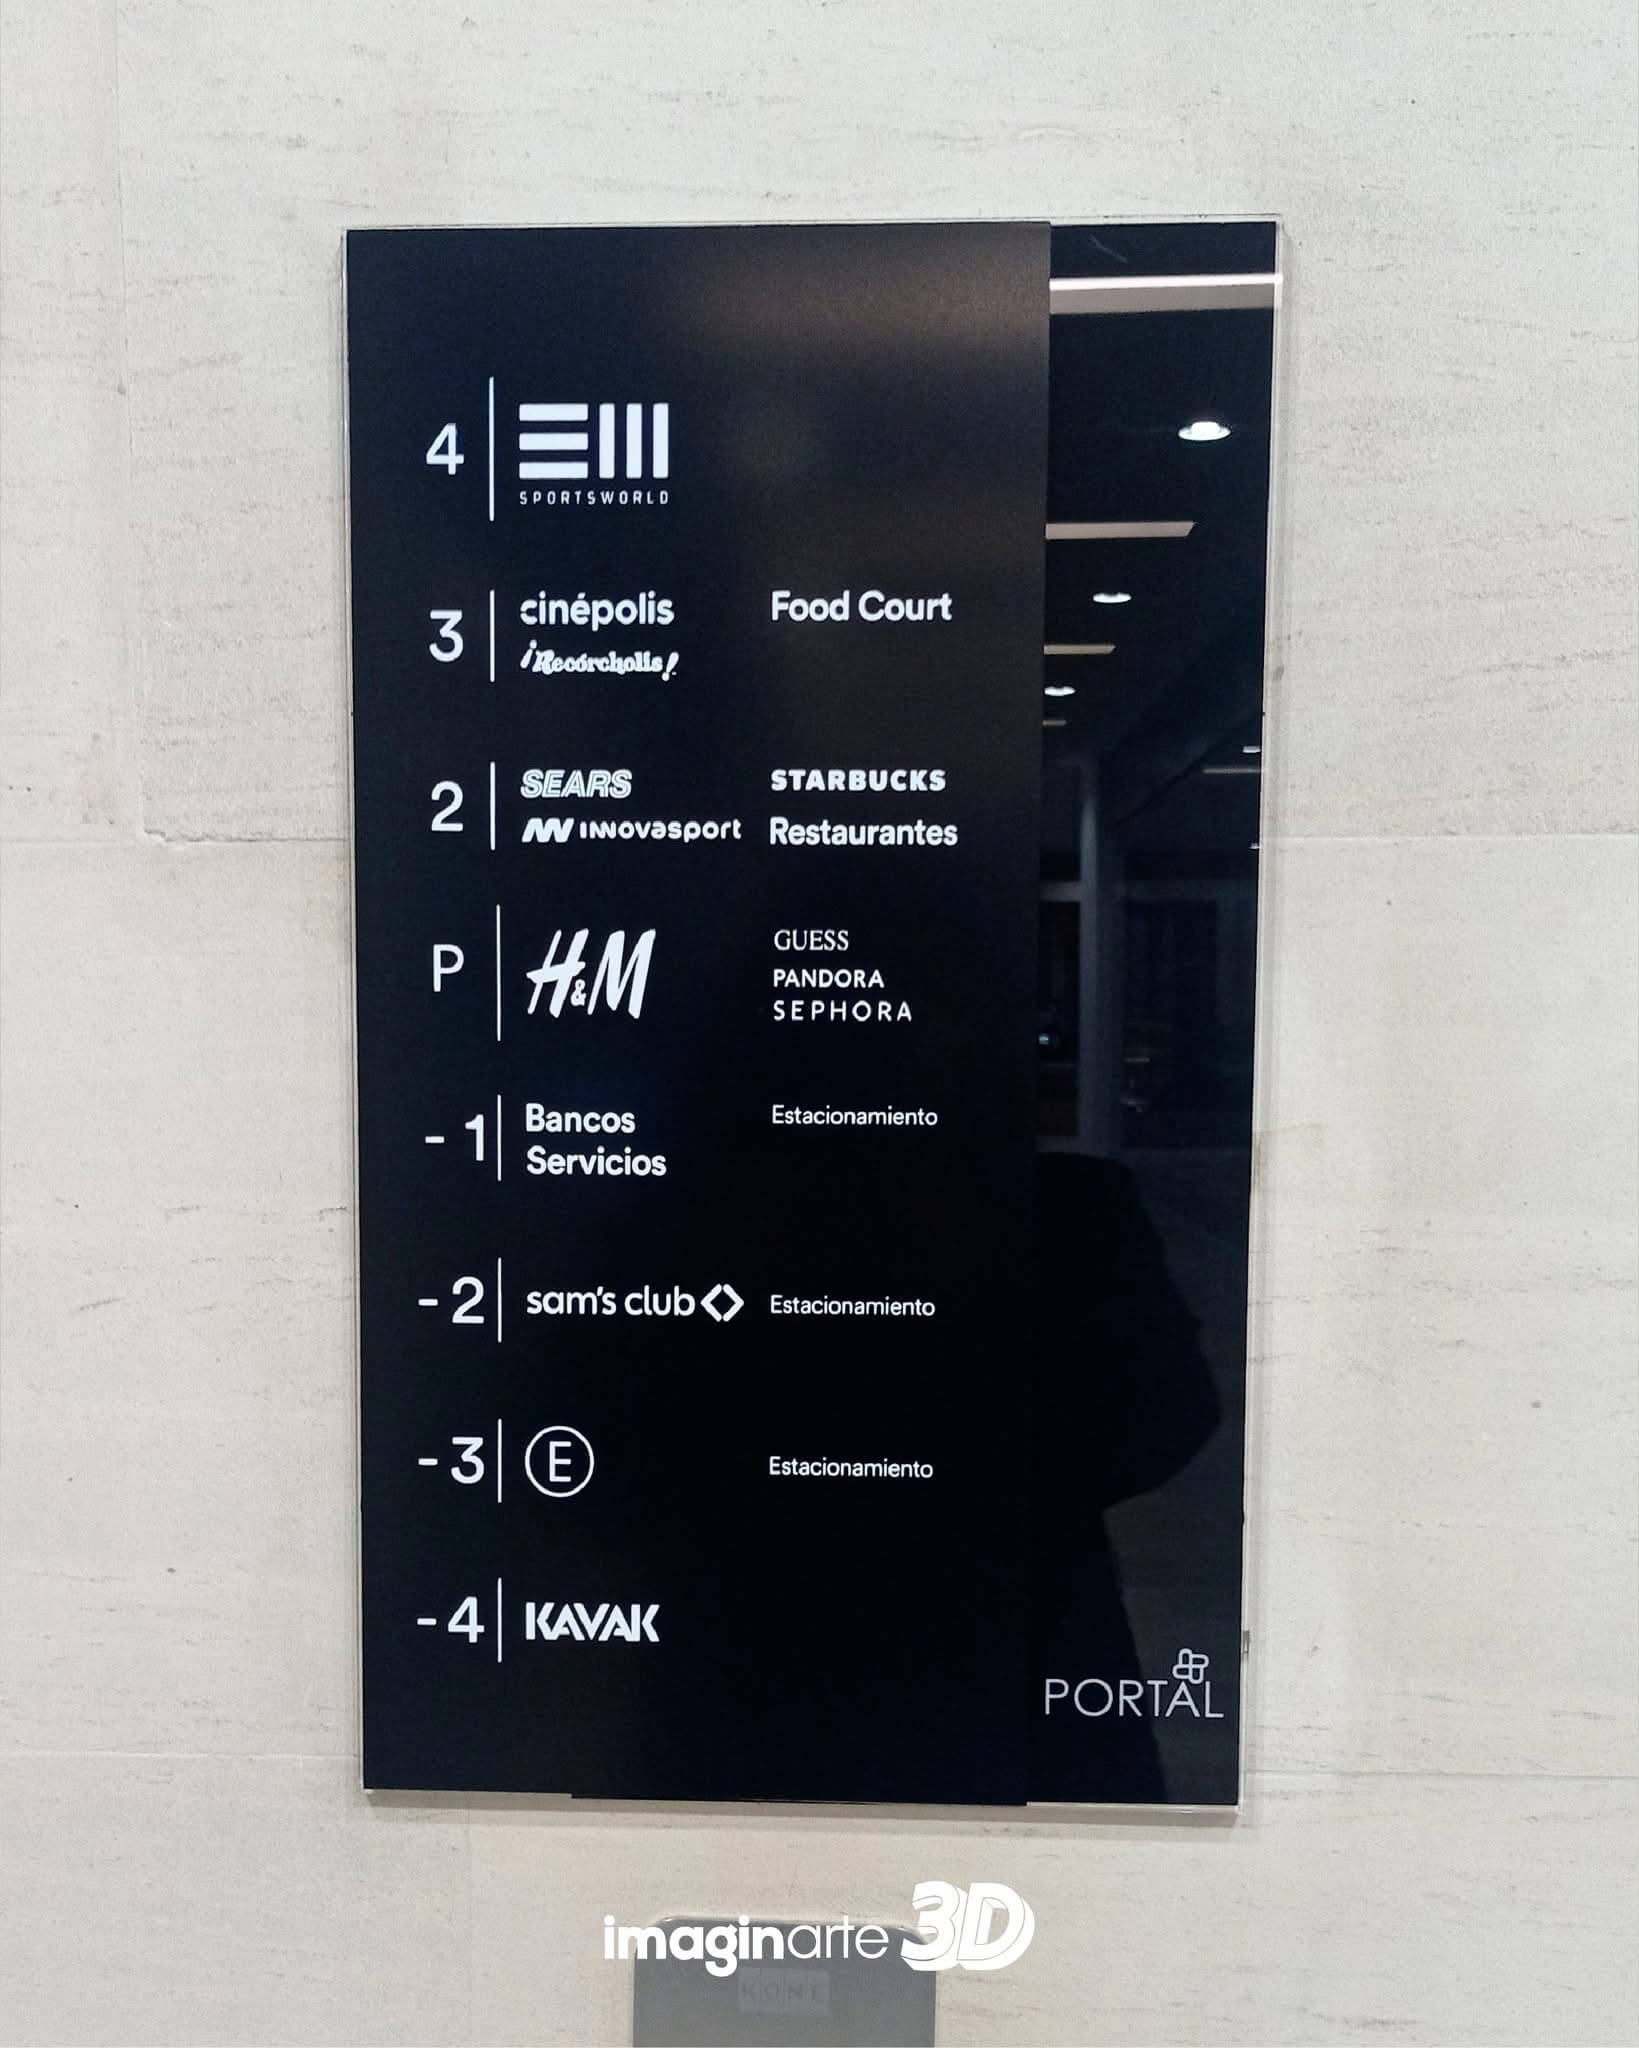 4 SPORTSWORLD
3 cinépolis Food Court
¡Recórcholis!
2 SEARS STARBUCKS
innovasport Restaurantes
P H&M GUESS
PANDORA
SEPHORA
- 1 Bancos Estacionamiento
Servicios
- 2 sam's club Estacionamiento
- 3 E Estacionamiento
- 4 KAVAK
PORTAL
imaginarte 3D
KONE